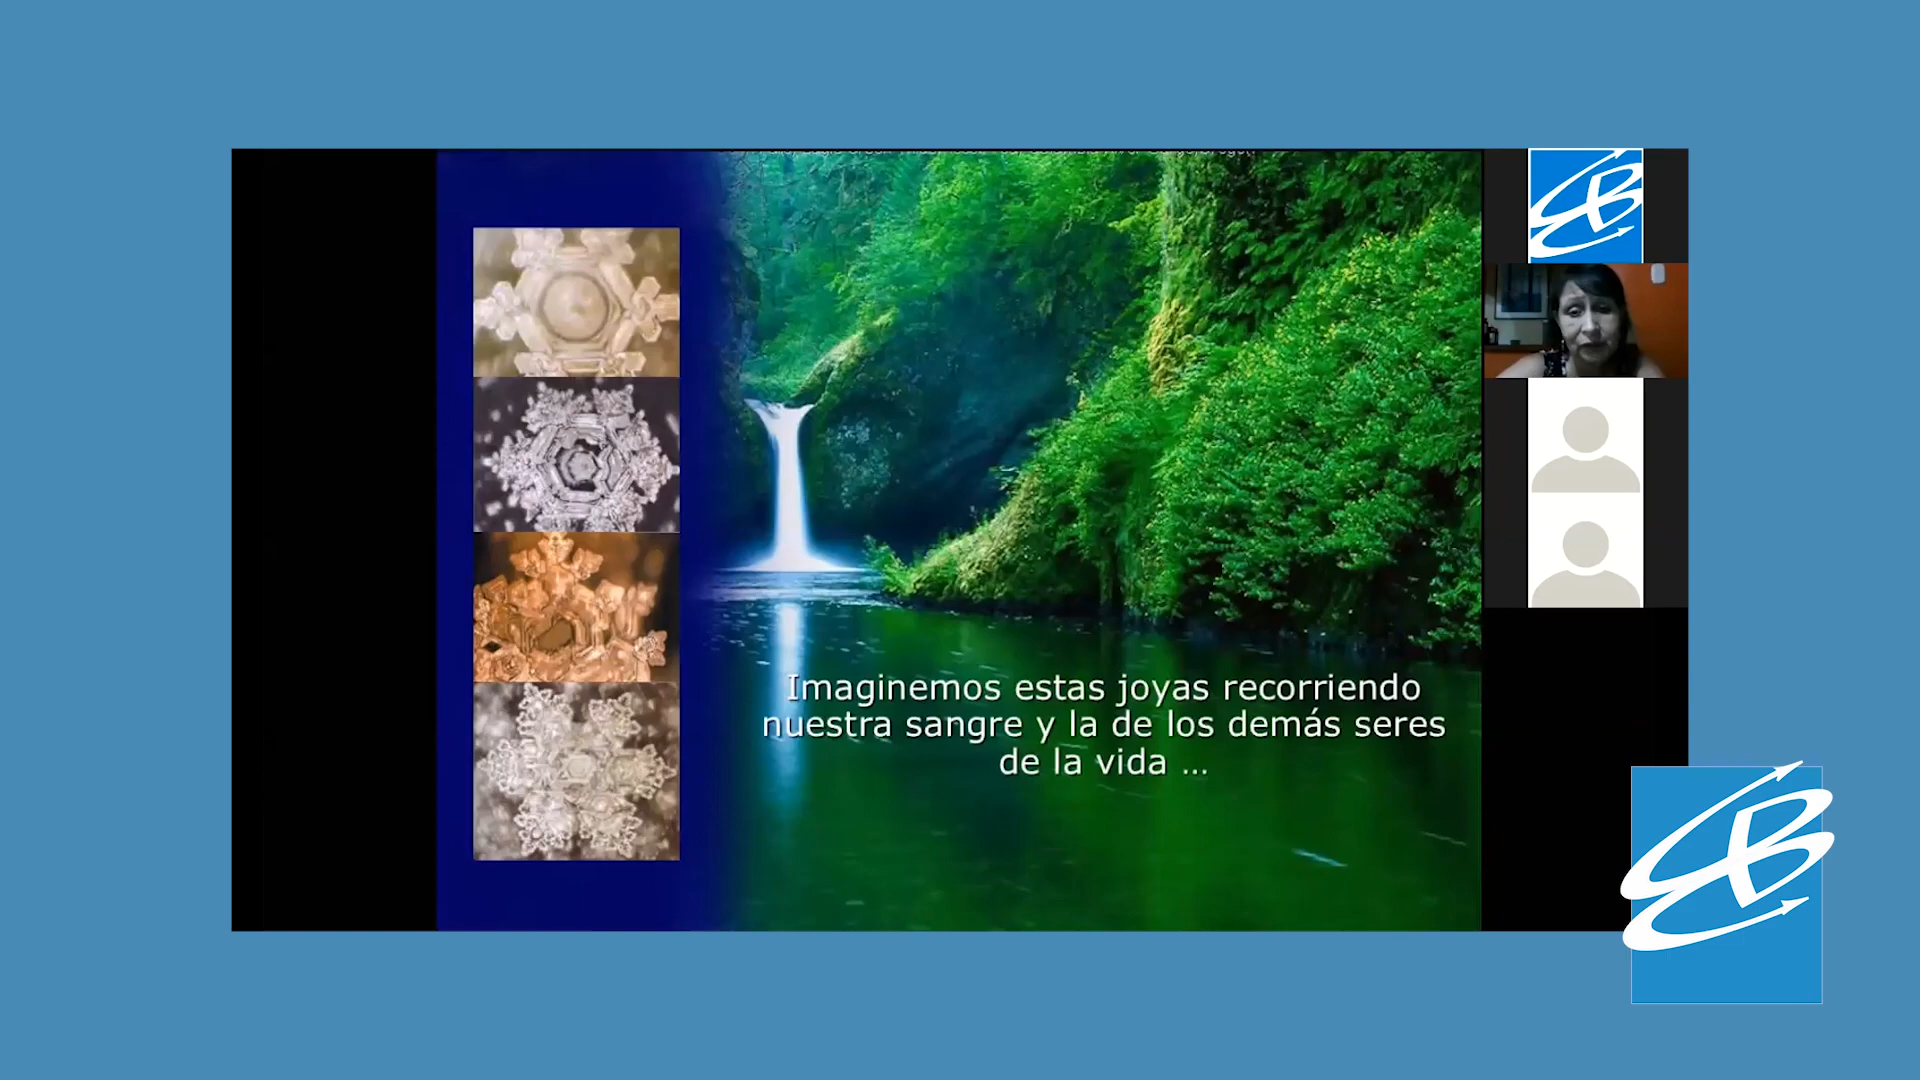 Imaginemos estas joyas recorriendo
nuestra sangre y la de los demás seres
de la vida ...